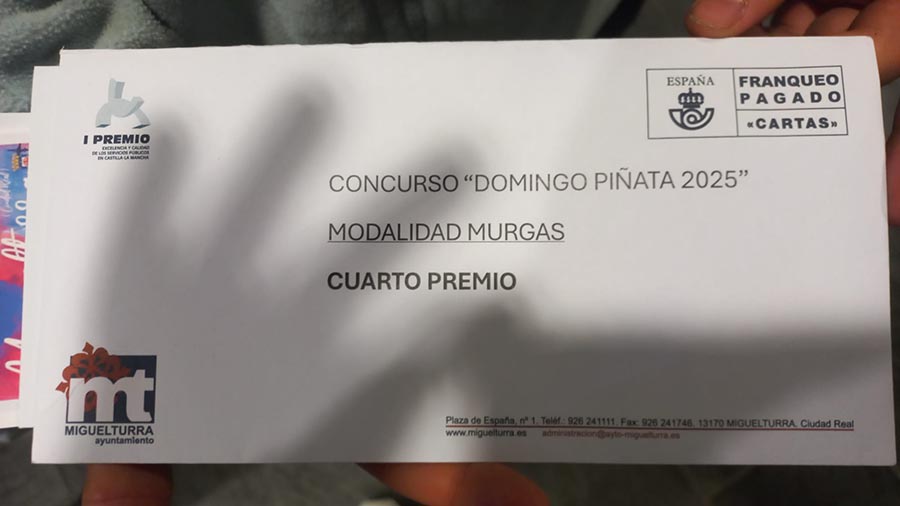 I PREMIO
EXCELENCIA Y CALIDAD
DE LOS SERVICIOS PÚBLICOS
EN CASTILLA-LA MANCHA
ESPAÑA
FRANQUEO
PAGADO
«CARTAS»
CONCURSO “DOMINGO PIÑATA 2025”
MODALIDAD MURGAS
CUARTO PREMIO
mt
MIGUELTURRA
ayuntamiento
Plaza de España, nº 1. Teléf.: 926 241111. Fax: 926 241746. 13170 MIGUELTURRA. Ciudad Real
www.miguelturra.es administracion@ayto-miguelturra.es